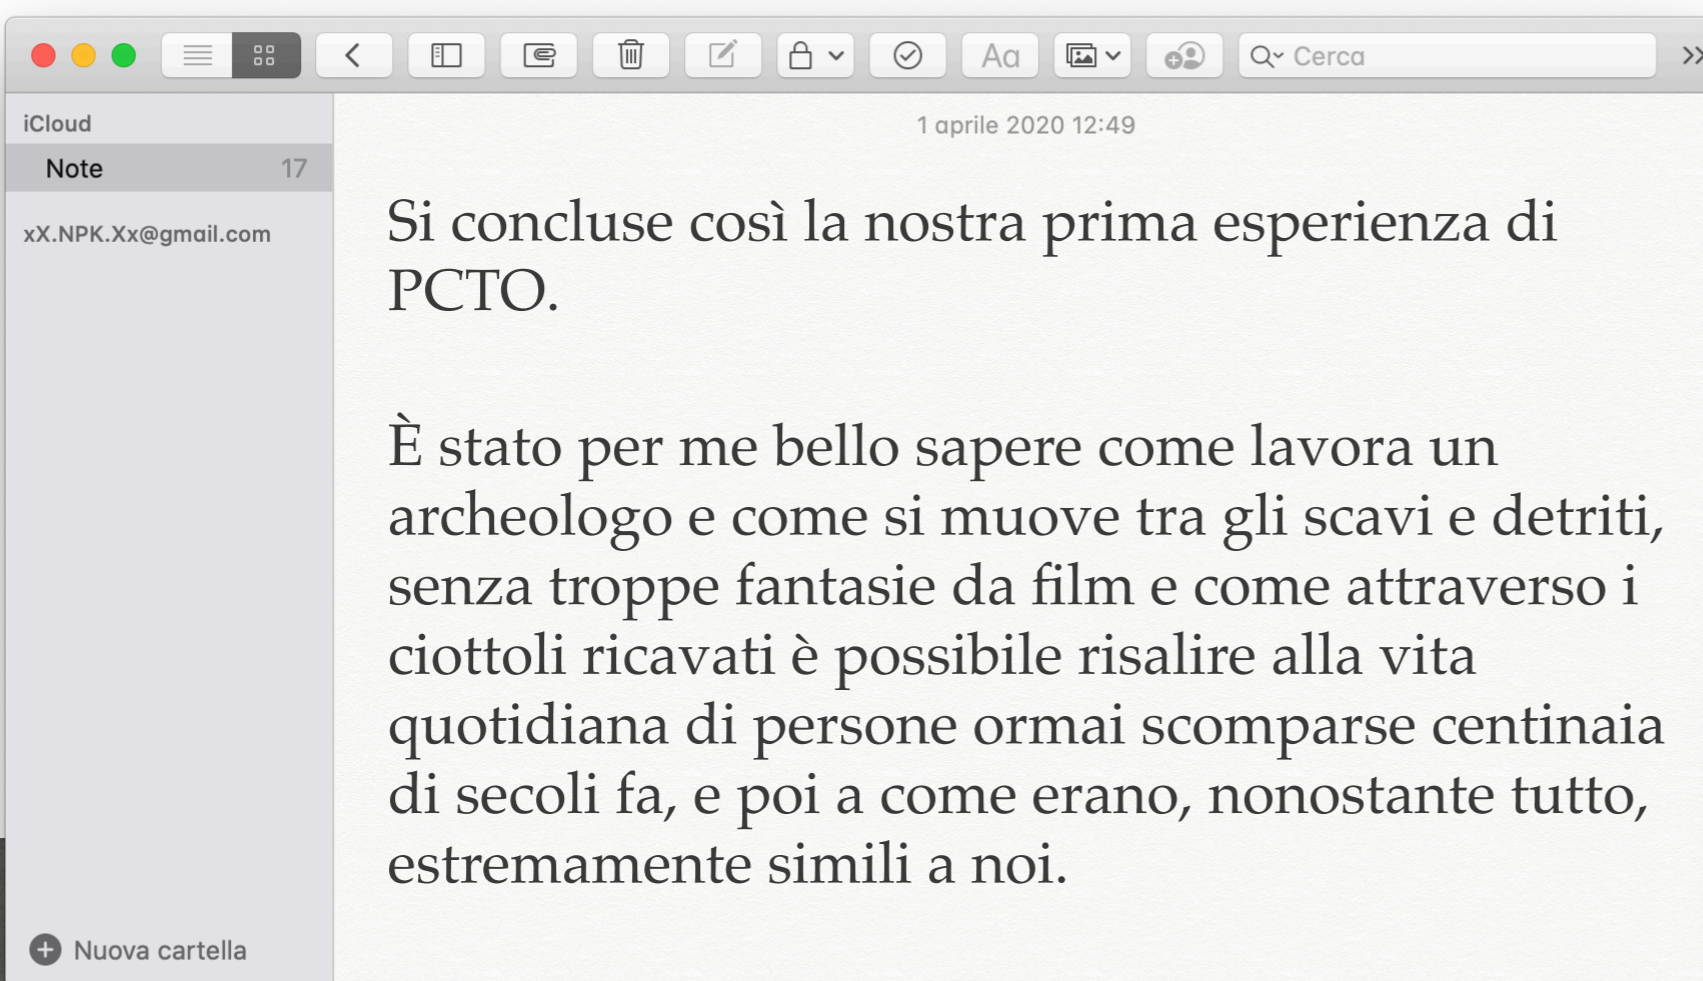 Cerca
iCloud
Note 17
xX.NPK.Xx@gmail.com
Nuova cartella
1 aprile 2020 12:49
Si concluse così la nostra prima esperienza di
PCTO.
È stato per me bello sapere come lavora un
archeologo e come si muove tra gli scavi e detriti,
senza troppe fantasie da film e come attraverso i
ciottoli ricavati è possibile risalire alla vita
quotidiana di persone ormai scomparse centinaia
di secoli fa, e poi a come erano, nonostante tutto,
estremamente simili a noi.